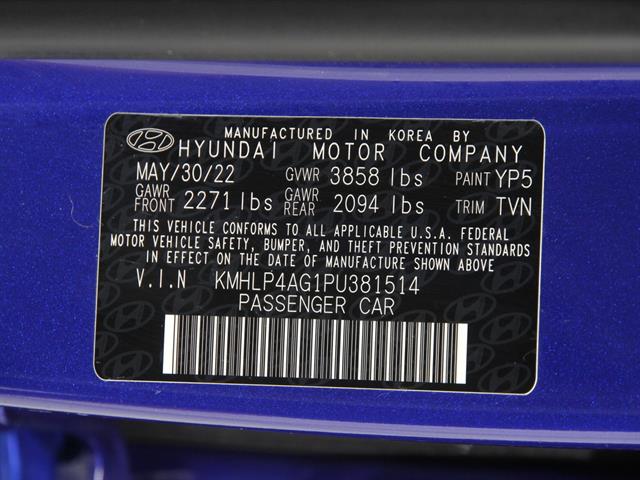 MANUFACTURED IN KOREA BY
HYUNDAI MOTOR COMPANY
MAY/30/22 GVWR 3858 lbs PAINT YP5
GAWR FRONT 2271 lbs GAWR REAR 2094 lbs TRIM TVN
THIS VEHICLE CONFORMS TO ALL APPLICABLE U.S.A. FEDERAL
MOTOR VEHICLE SAFETY, BUMPER, AND THEFT PREVENTION STANDARDS
IN EFFECT ON THE DATE OF MANUFACTURE SHOWN ABOVE
V.I.N KMHLP4AG1PU381514
PASSENGER CAR